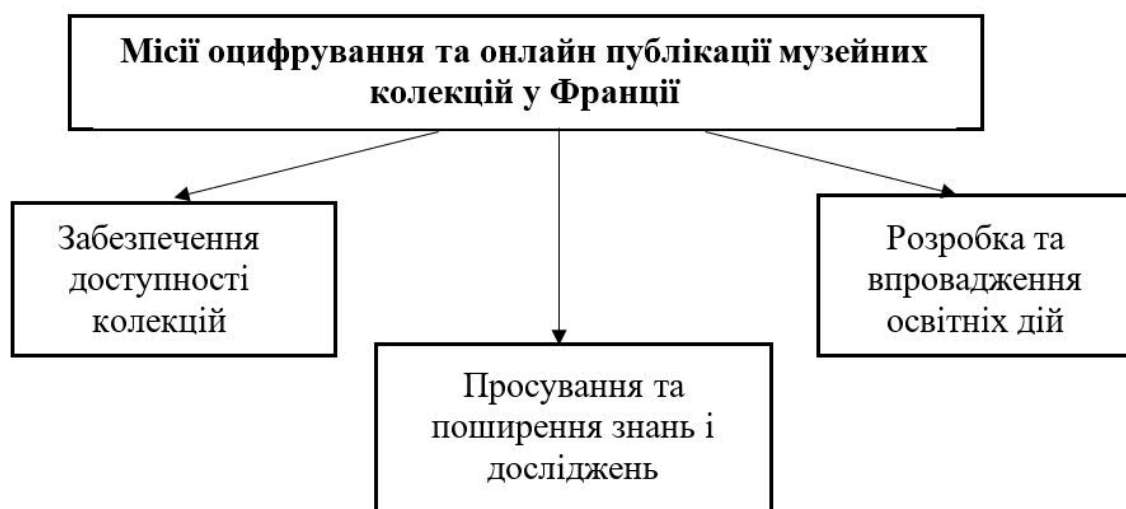 Місії оцифрування та онлайн публікації музейних
колекцій у Франції
Забезпечення
доступності
колекцій
Просування та
поширення знань і
досліджень
Розробка та
впровадження
освітніх дій